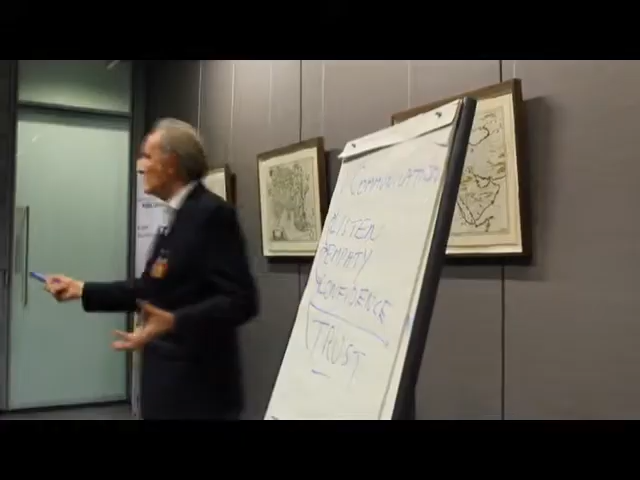 COMMUNICATION
LISTEN
EMPATHY
CONFIDENCE
TRUST